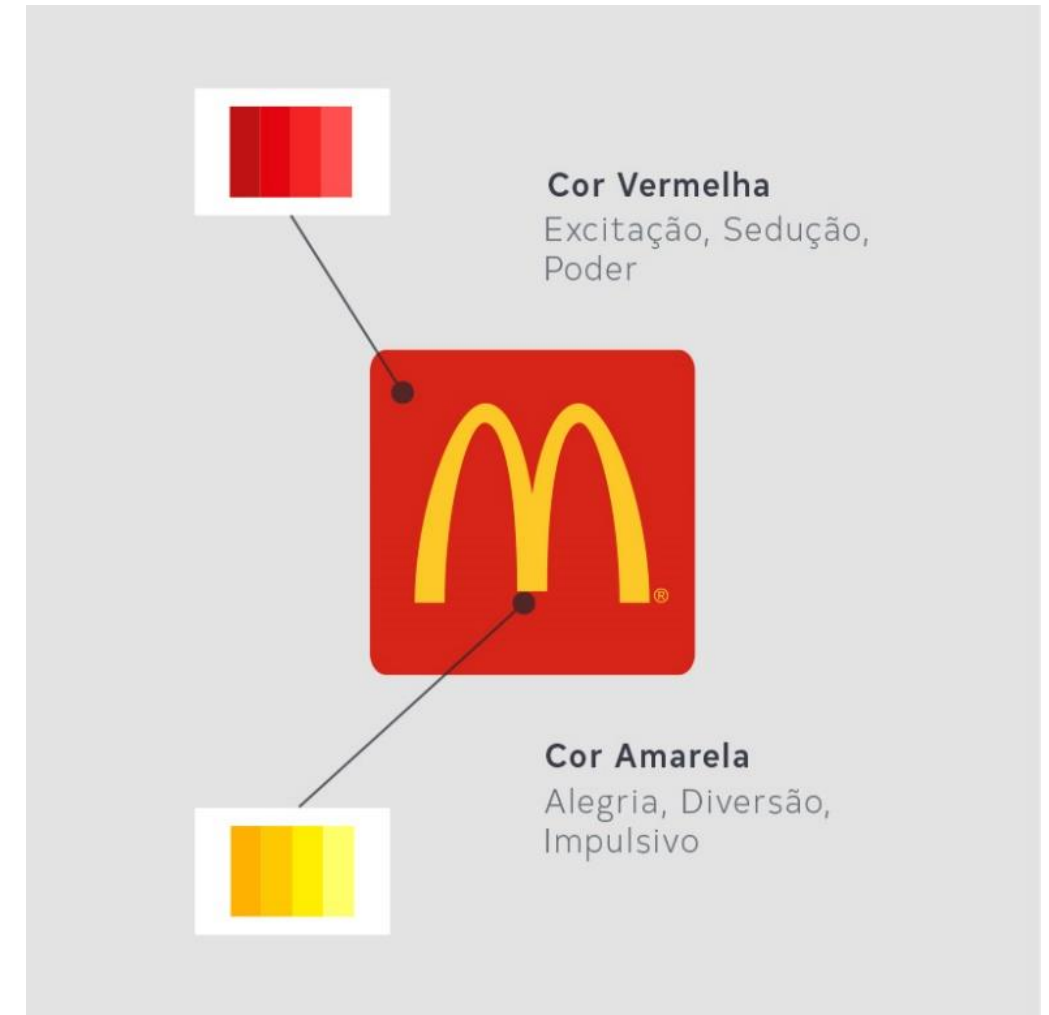 Cor Vermelha
Excitação, Sedução,
Poder
M
®
Cor Amarela
Alegria, Diversão,
Impulsivo